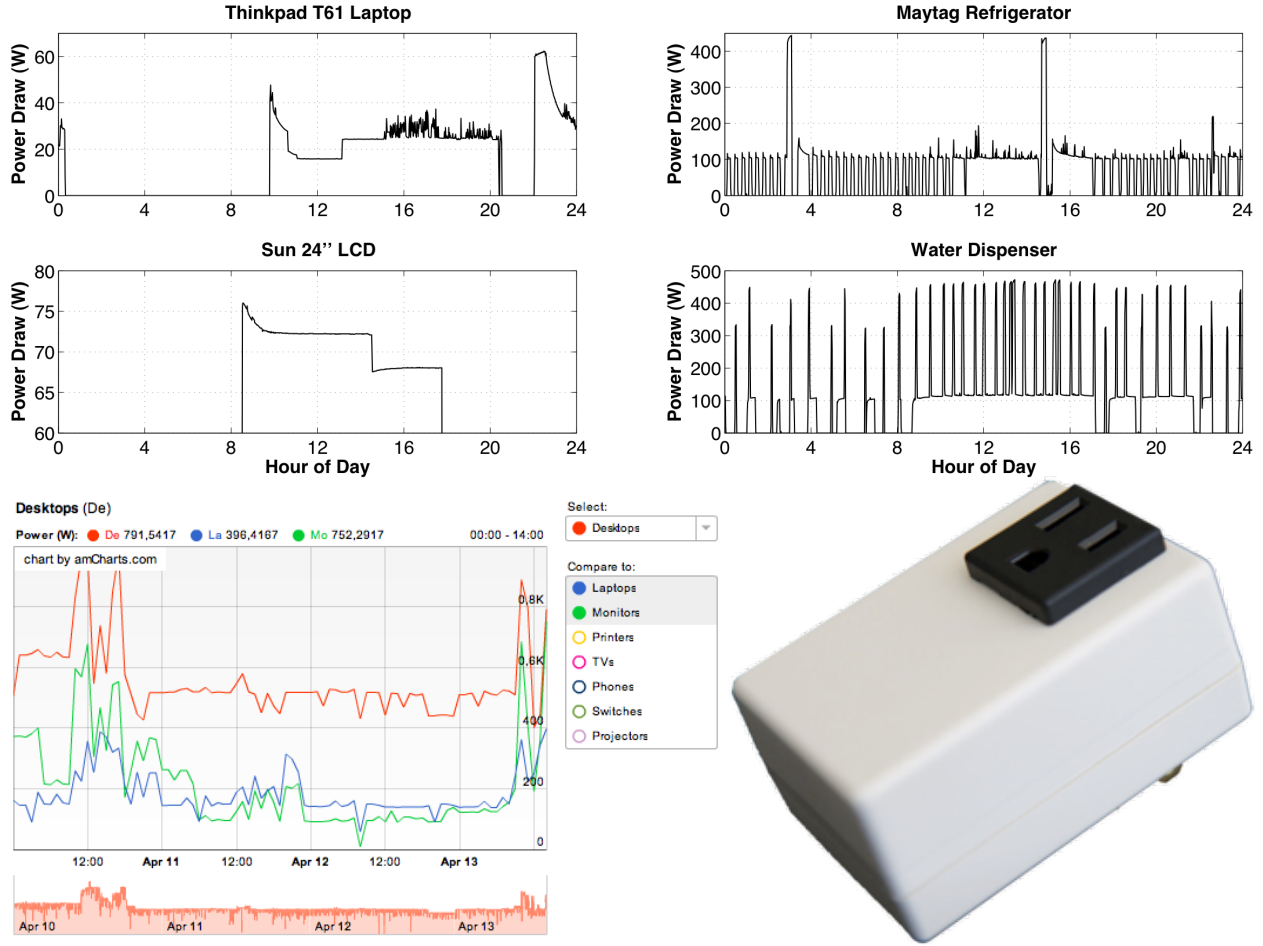 Thinkpad T61 Laptop
Power Draw (W)
60
40
20
0
0 4 8 12 16 20 24
Maytag Refrigerator
Power Draw (W)
400
300
200
100
0
0 4 8 12 16 20 24
Sun 24’’ LCD
Power Draw (W)
80
75
70
65
60
0 4 8 12 16 20 24
Hour of Day
Water Dispenser
Power Draw (W)
500
400
300
200
100
0
0 4 8 12 16 20 24
Hour of Day
Desktops (De)
Power (W): De 791,5417 La 396,4167 Mo 752,2917 00:00 - 14:00
chart by amCharts.com
0,8K
0,6K
400
200
0
12:00 Apr 11 12:00 Apr 12 12:00 Apr 13
Apr 10 Apr 11 Apr 12 Apr 13
Select:
Desktops
Compare to:
Laptops
Monitors
Printers
TVs
Phones
Switches
Projectors